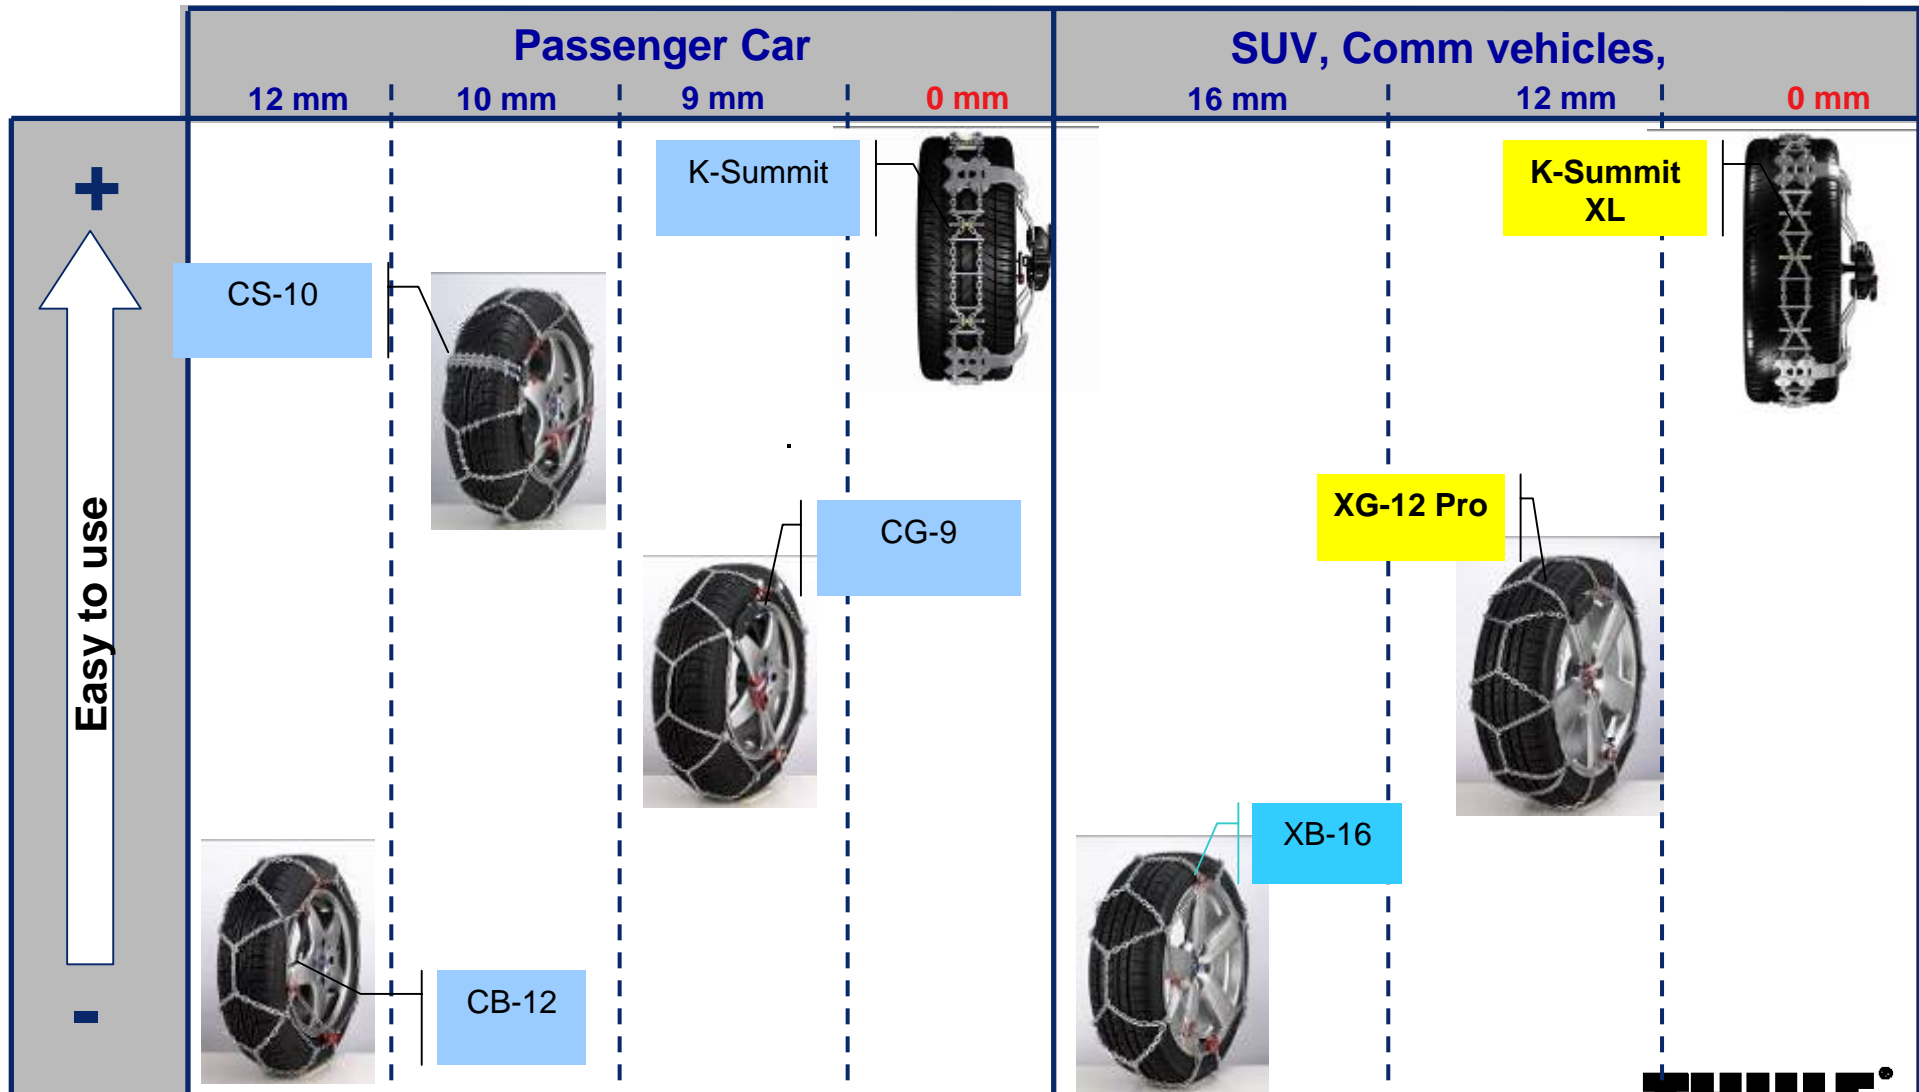 Passenger Car
SUV, Comm vehicles,
12 mm
10 mm
9 mm
0 mm
16 mm
12 mm
0 mm
+
K-Summit
K-Summit
XL
CS-10
XG-12 Pro
CG-9
Easy to use
XB-16
CB-12
-